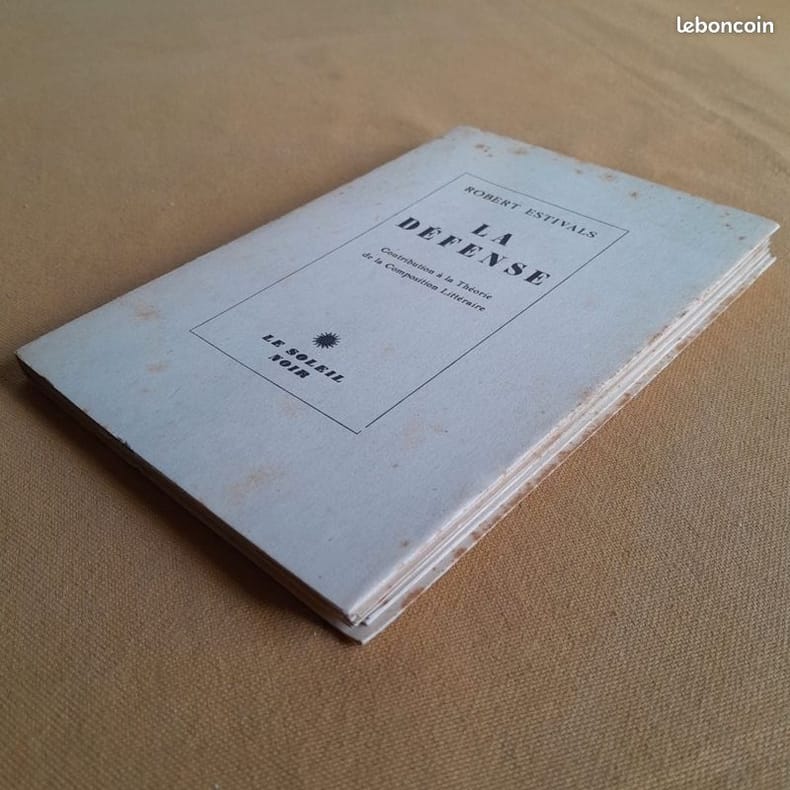 leboncoin
ROBERT ESTIVALS
LA
DÉFENSE
Contribution à la Théorie
de la Composition Littéraire
LE SOLEIL
NOIR